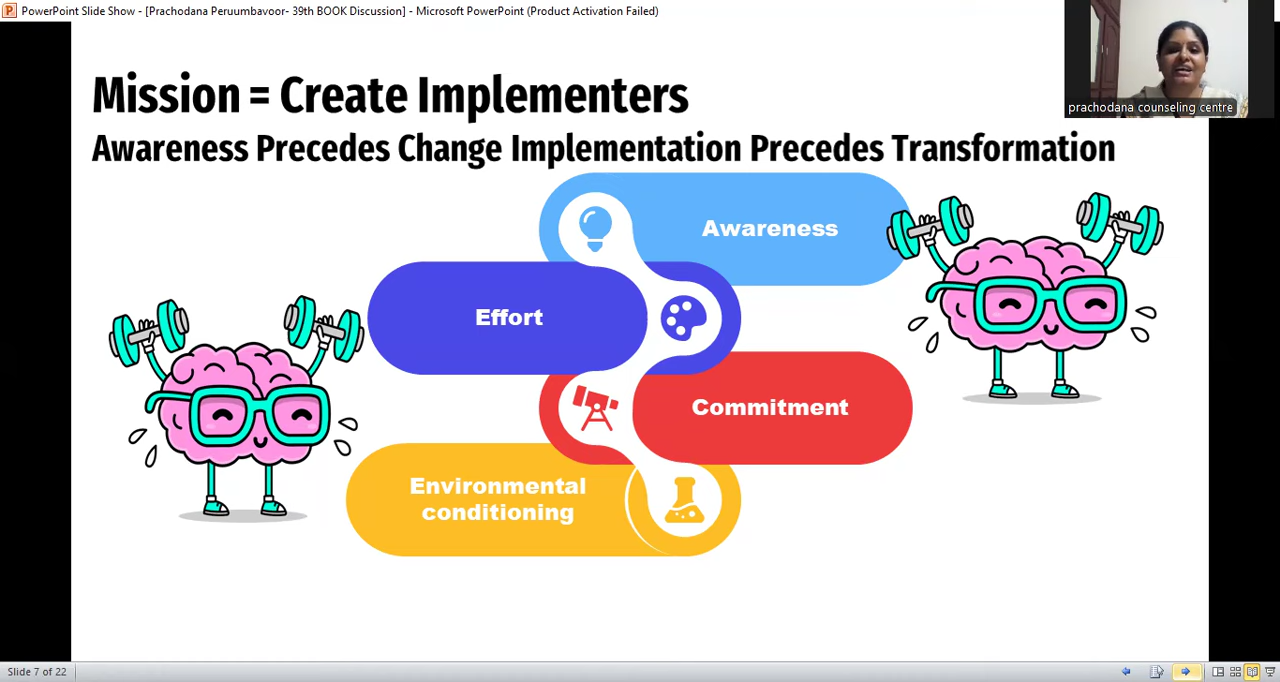 PowerPoint Slide Show - [Prachodana Peruumbavoor- 39th BOOK Discussion] - Microsoft PowerPoint (Product Activation Failed)
prachodana counseling centre
Mission = Create Implementers
Awareness Precedes Change Implementation Precedes Transformation
Awareness
Effort
Commitment
Environmental
conditioning
Slide 7 of 22